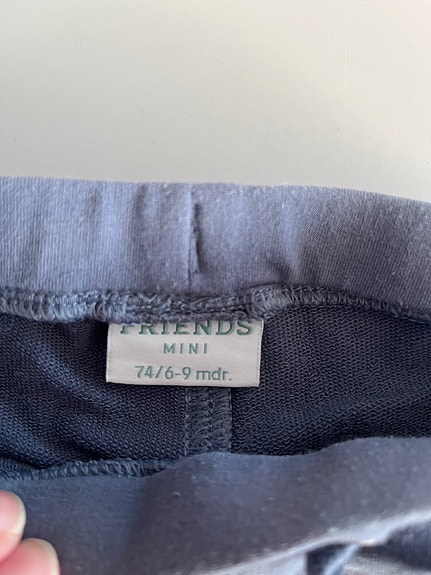 FRIENDS
MINI
74/6-9 mdr.